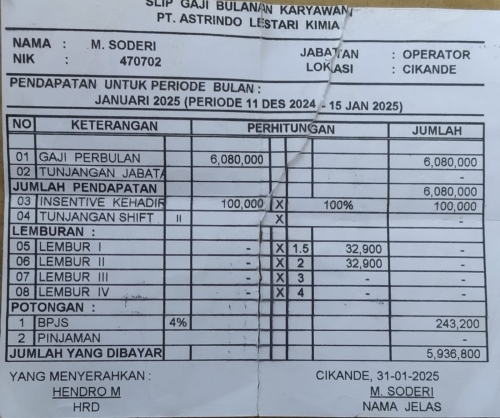 SLIP GAJI BULANAN KARYAWAN
PT. ASTRINDO LESTARI KIMIA
NAMA : M. SODERI JABATAN : OPERATOR
NIK : 470702 LOKASI : CIKANDE
PENDAPATAN UNTUK PERIODE BULAN :
JANUARI 2025 (PERIODE 11 DES 2024 - 15 JAN 2025)
NO KETERANGAN PERHITUNGAN JUMLAH
01 GAJI PERBULAN 6,080,000 6,080,000
02 TUNJANGAN JABATA -
JUMLAH PENDAPATAN 6,080,000
03 INSENTIVE KEHADIR 100,000 X 100% 100,000
04 TUNJANGAN SHIFT II X -
LEMBURAN :
05 LEMBUR I - X 1.5 32,900 -
06 LEMBUR II - X 2 32,900 -
07 LEMBUR III - X 3 - -
08 LEMBUR IV - X 4 - -
POTONGAN :
1 BPJS 4% 243,200
2 PINJAMAN -
JUMLAH YANG DIBAYAR 5,936,800
YANG MENYERAHKAN : CIKANDE, 31-01-2025
HENDRO M M. SODERI
HRD NAMA JELAS